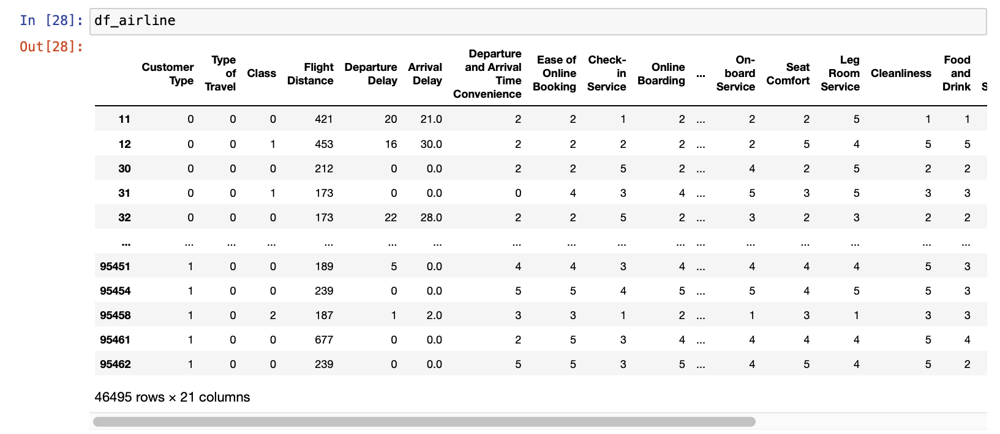 In [28]: df_airline
Out[28]:
Customer Type Type of Travel Class Flight Distance Departure Delay Arrival Delay Departure and Arrival Time Convenience Ease of Online Booking Check-in Service Online Boarding ... On-board Service Seat Comfort Leg Room Service Cleanliness Food and Drink S
11 0 0 0 421 20 21.0 2 2 1 2 ... 2 2 5 1 1
12 0 0 1 453 16 30.0 2 2 2 2 ... 2 5 4 5 5
30 0 0 0 212 0 0.0 2 2 5 2 ... 4 2 5 2 2
31 0 0 1 173 0 0.0 0 4 3 4 ... 5 3 5 3 3
32 0 0 0 173 22 28.0 2 2 5 2 ... 3 2 3 2 2
... ... ... ... ... ... ... ... ... ... ... ... ... ... ... ... ...
95451 1 0 0 189 5 0.0 4 4 3 4 ... 4 4 4 5 3
95454 1 0 0 239 0 0.0 5 5 4 5 ... 5 4 5 5 3
95458 1 0 2 187 1 2.0 3 3 1 2 ... 1 3 1 3 3
95461 1 0 0 677 0 0.0 2 5 3 4 ... 4 4 4 5 4
95462 1 0 0 239 0 0.0 5 5 3 5 ... 4 5 4 5 2
46495 rows × 21 columns